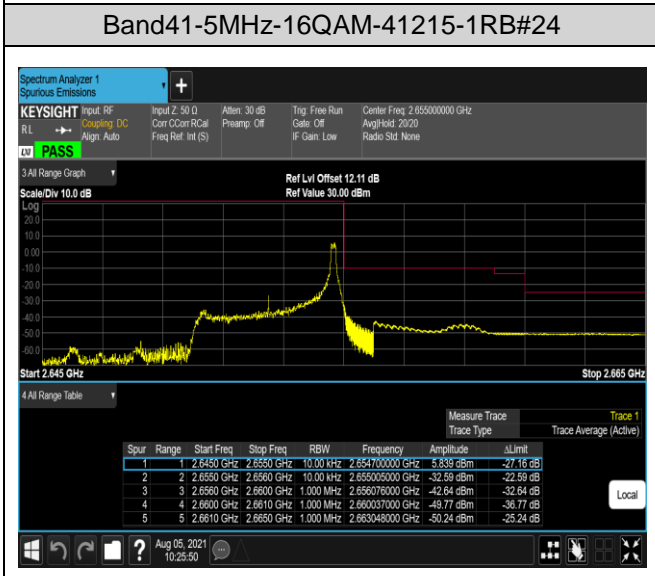 Band41-5MHz-16QAM-41215-1RB#24
Spectrum Analyzer 1
Spurious Emissions
+
KEYSIGHT
RL
LXI
PASS
Input: RF
Coupling: DC
Align: Auto
Input Z: 50 Ω
Corr CCorr RCal
Freq Ref: Int (S)
Atten: 30 dB
Preamp: Off
Trig: Free Run
Gate: Off
IF Gain: Low
Center Freq: 2.655000000 GHz
Avg|Hold: 20/20
Radio Std: None
3 All Range Graph
Scale/Div 10.0 dB
Ref Lvl Offset 12.11 dB
Ref Value 30.00 dBm
Log
20.0
10.0
0.00
-10.0
-20.0
-30.0
-40.0
-50.0
-60.0
Start 2.645 GHz
Stop 2.665 GHz
4 All Range Table
Measure Trace Trace 1
Trace Type Trace Average (Active)
Spur Range Start Freq Stop Freq RBW Frequency Amplitude ΔLimit
1 1 2.6450 GHz 2.6550 GHz 10.00 kHz 2.654700000 GHz 5.839 dBm -27.16 dB
2 2 2.6550 GHz 2.6560 GHz 10.00 kHz 2.655005000 GHz -32.59 dBm -22.59 dB
3 3 2.6560 GHz 2.6600 GHz 1.000 MHz 2.656076000 GHz -42.64 dBm -32.64 dB
4 4 2.6600 GHz 2.6610 GHz 1.000 MHz 2.660037000 GHz -49.77 dBm -36.77 dB
5 5 2.6610 GHz 2.6650 GHz 1.000 MHz 2.663048000 GHz -50.24 dBm -25.24 dB
Local
?
Aug 05, 2021
10:25:50